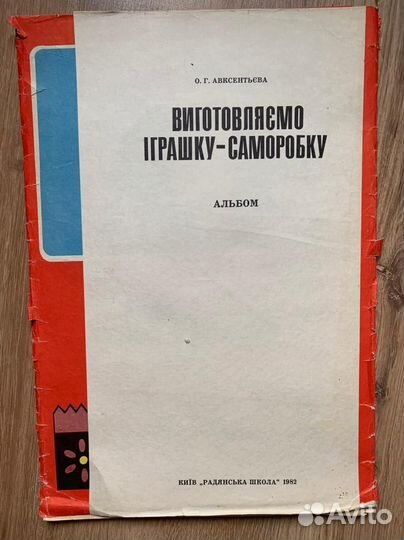 О. Г. АВКСЕНТЬЄВА
ВИГОТОВЛЯЄМО
ІГРАШКУ-САМОРОБКУ
АЛЬБОМ
КИЇВ „РАДЯНСЬКА ШКОЛА" 1982
Avito